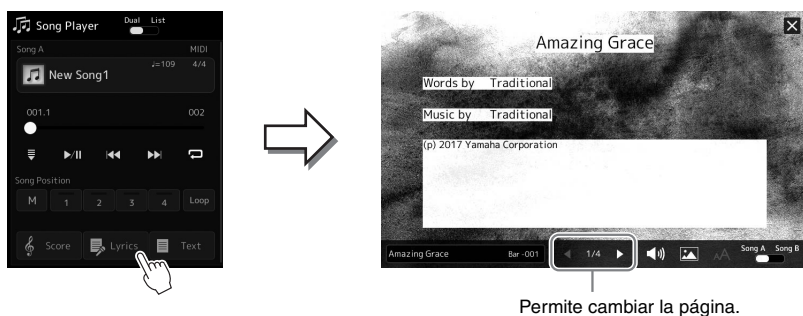 Song Player
Dual List
Song A MIDI
♩=109 4/4
New Song1
001.1 002
Song Position
M 1 2 3 4 Loop
Score Lyrics Text
Amazing Grace
Words by Traditional
Music by Traditional
(p) 2017 Yamaha Corporation
Amazing Grace Bar -001 1/4 AA Song A Song B
Permite cambiar la página.